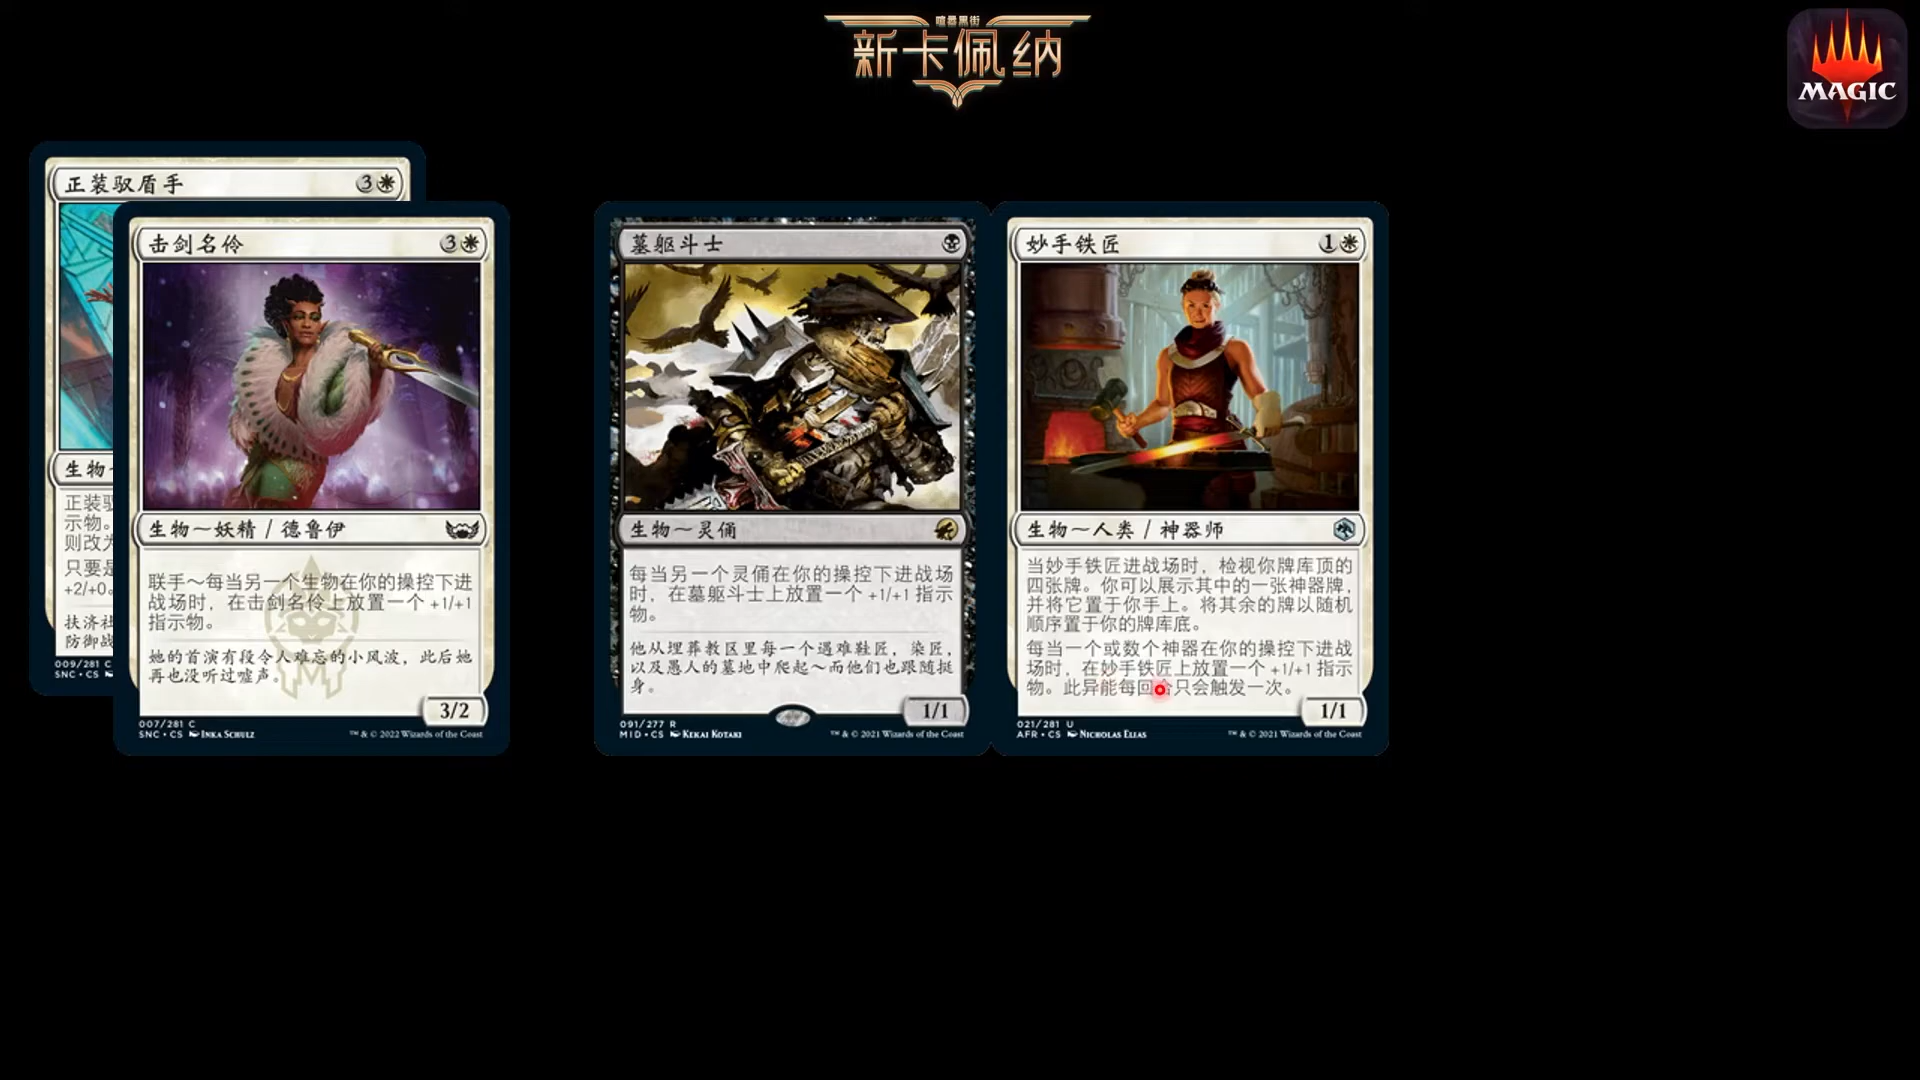 喧嚣黑街
新卡佩纳
MAGIC
正装驭盾手
3
生物
正装驭
示物。
则改为
只要是
+2/+0。
扶济社
防御战
009/281 C
SNC • CS
击剑名伶
3
生物～妖精 / 德鲁伊
联手～每当另一个生物在你的操控下进
战场时，在击剑名伶上放置一个 +1/+1
指示物。
她的首演有段令人难忘的小风波，此后她
再也没听过嘘声。
3/2
007/281 C
SNC • CS INKA SCHULZ
™ & © 2022 Wizards of the Coast
墓躯斗士
生物～灵俑
每当另一个灵俑在你的操控下进战场
时，在墓躯斗士上放置一个 +1/+1 指示
物。
他从埋葬教区里每一个遇难鞋匠，染匠，
以及愚人的墓地中爬起～而他们也跟随挺
身。
1/1
091/277 R
MID • CS KEKAI KOTAKI
™ & © 2021 Wizards of the Coast
妙手铁匠
1
生物～人类 / 神器师
当妙手铁匠进战场时，检视你牌库顶的
四张牌。你可以展示其中的一张神器牌，
并将它置于你手上。将其余的牌以随机
顺序置于你的牌库底。
每当一个或数个神器在你的操控下进战
场时，在妙手铁匠上放置一个 +1/+1 指示
物。此异能每回合只会触发一次。
1/1
021/281 U
AFR • CS NICHOLAS ELIAS
™ & © 2021 Wizards of the Coast